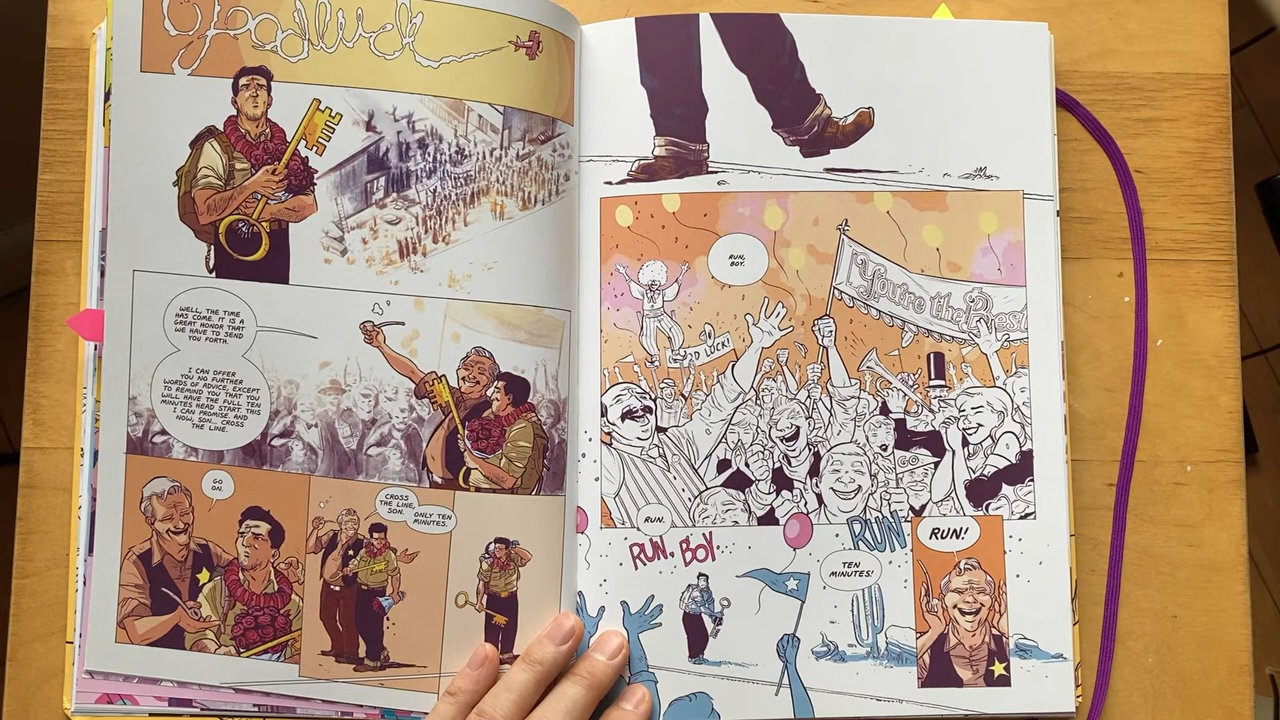 Goodluck
WELL, THE TIME
HAS COME. IT IS A
GREAT HONOR THAT
WE HAVE TO SEND
YOU FORTH.
I CAN OFFER
YOU NO FURTHER
WORDS OF ADVICE, EXCEPT
TO REMIND YOU THAT YOU
WILL HAVE THE FULL TEN
MINUTES HEAD START. THIS
I CAN PROMISE. AND
NOW, SON... CROSS
THE LINE.
GO
ON.
CROSS
THE LINE,
SON.
ONLY TEN
MINUTES.
RUN,
BOY.
You're the Best
OD LUCK!
GO
RUN.
RUN, BOY
RUN
TEN
MINUTES!
RUN!